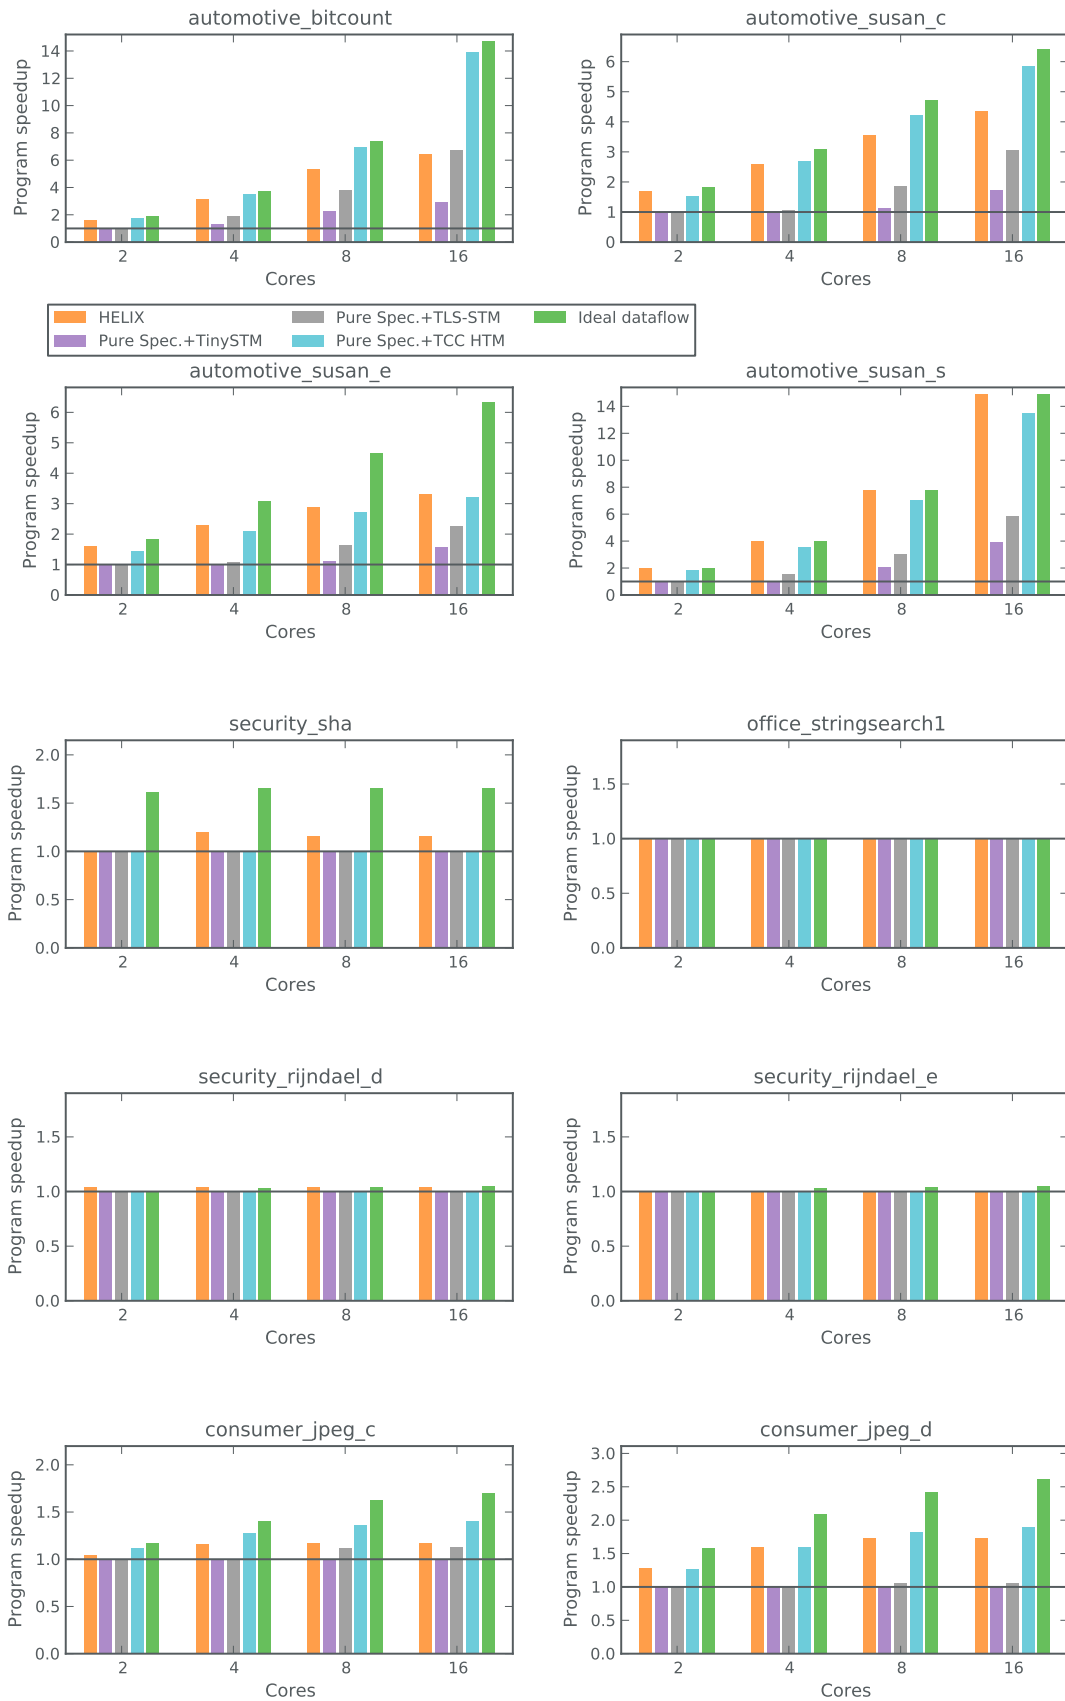 automotive_bitcount
Program speedup
14
12
10
8
6
4
2
0
2 4 8 16
Cores
automotive_susan_c
Program speedup
6
5
4
3
2
1
0
2 4 8 16
Cores
HELIX
Pure Spec.+TinySTM
Pure Spec.+TLS-STM
Pure Spec.+TCC HTM
Ideal dataflow
automotive_susan_e
Program speedup
6
5
4
3
2
1
0
2 4 8 16
Cores
automotive_susan_s
Program speedup
14
12
10
8
6
4
2
0
2 4 8 16
Cores
security_sha
Program speedup
2.0
1.5
1.0
0.5
0.0
2 4 8 16
Cores
office_stringsearch1
Program speedup
1.5
1.0
0.5
0.0
2 4 8 16
Cores
security_rijndael_d
Program speedup
1.5
1.0
0.5
0.0
2 4 8 16
Cores
security_rijndael_e
Program speedup
1.5
1.0
0.5
0.0
2 4 8 16
Cores
consumer_jpeg_c
Program speedup
2.0
1.5
1.0
0.5
0.0
2 4 8 16
Cores
consumer_jpeg_d
Program speedup
3.0
2.5
2.0
1.5
1.0
0.5
0.0
2 4 8 16
Cores